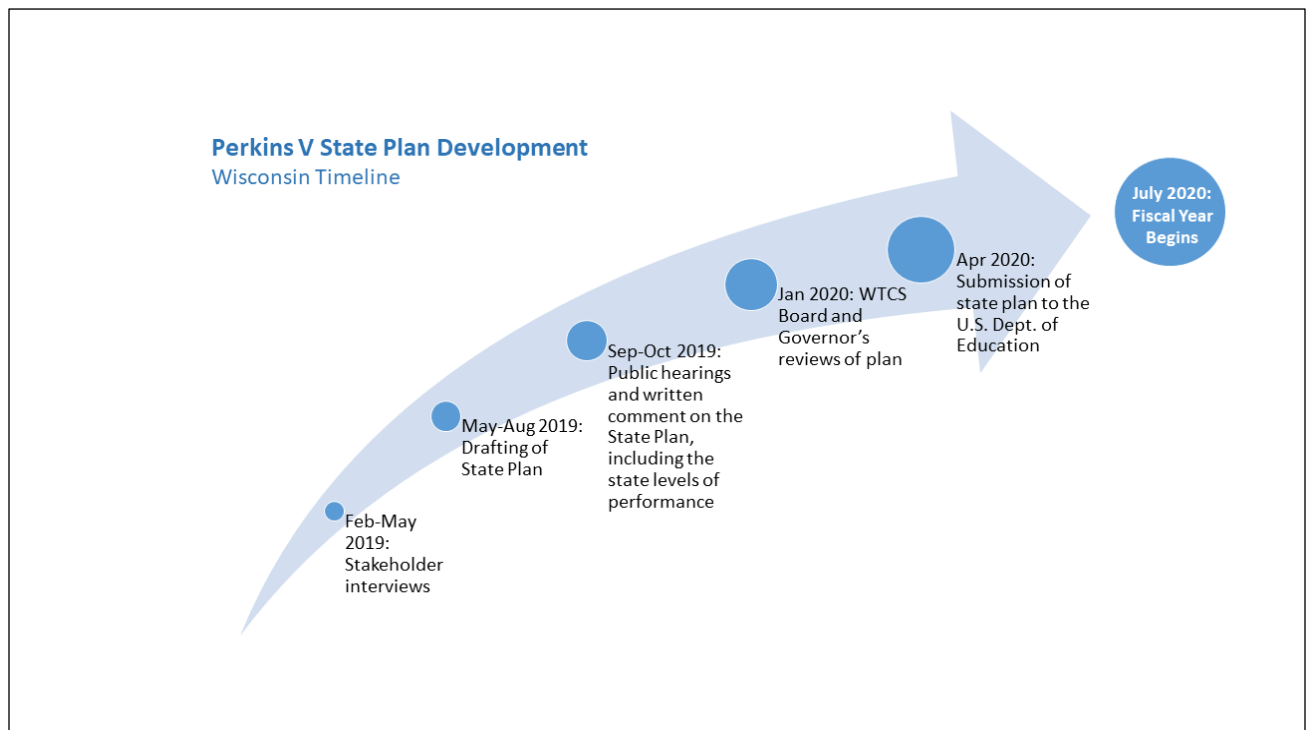 Perkins V State Plan Development
Wisconsin Timeline
Feb-May
2019:
Stakeholder
interviews
May-Aug 2019:
Drafting of
State Plan
Sep-Oct 2019:
Public hearings
and written
comment on the
State Plan,
including the
state levels of
performance
Jan 2020: WTCS
Board and
Governor’s
reviews of plan
Apr 2020:
Submission of
state plan to the
U.S. Dept. of
Education
July 2020:
Fiscal Year
Begins